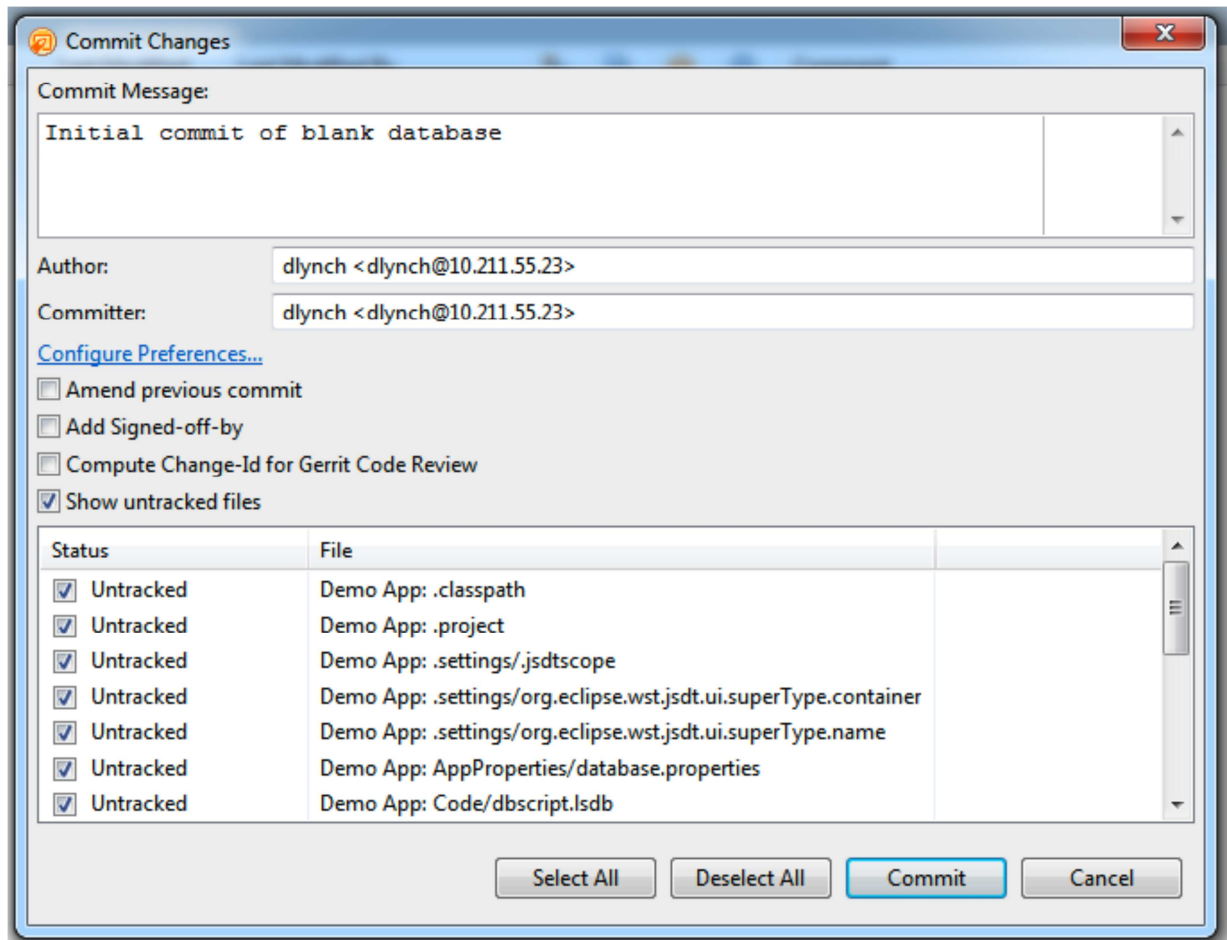 Commit Changes
Commit Message:
Initial commit of blank database
Author: dlynch <dlynch@10.211.55.23>
Committer: dlynch <dlynch@10.211.55.23>
Configure Preferences...
Amend previous commit
Add Signed-off-by
Compute Change-Id for Gerrit Code Review
Show untracked files
Status File
Untracked Demo App: .classpath
Untracked Demo App: .project
Untracked Demo App: .settings/.jsdtscope
Untracked Demo App: .settings/org.eclipse.wst.jsdt.ui.superType.container
Untracked Demo App: .settings/org.eclipse.wst.jsdt.ui.superType.name
Untracked Demo App: AppProperties/database.properties
Untracked Demo App: Code/dbscript.lsdb
Select All Deselect All Commit Cancel